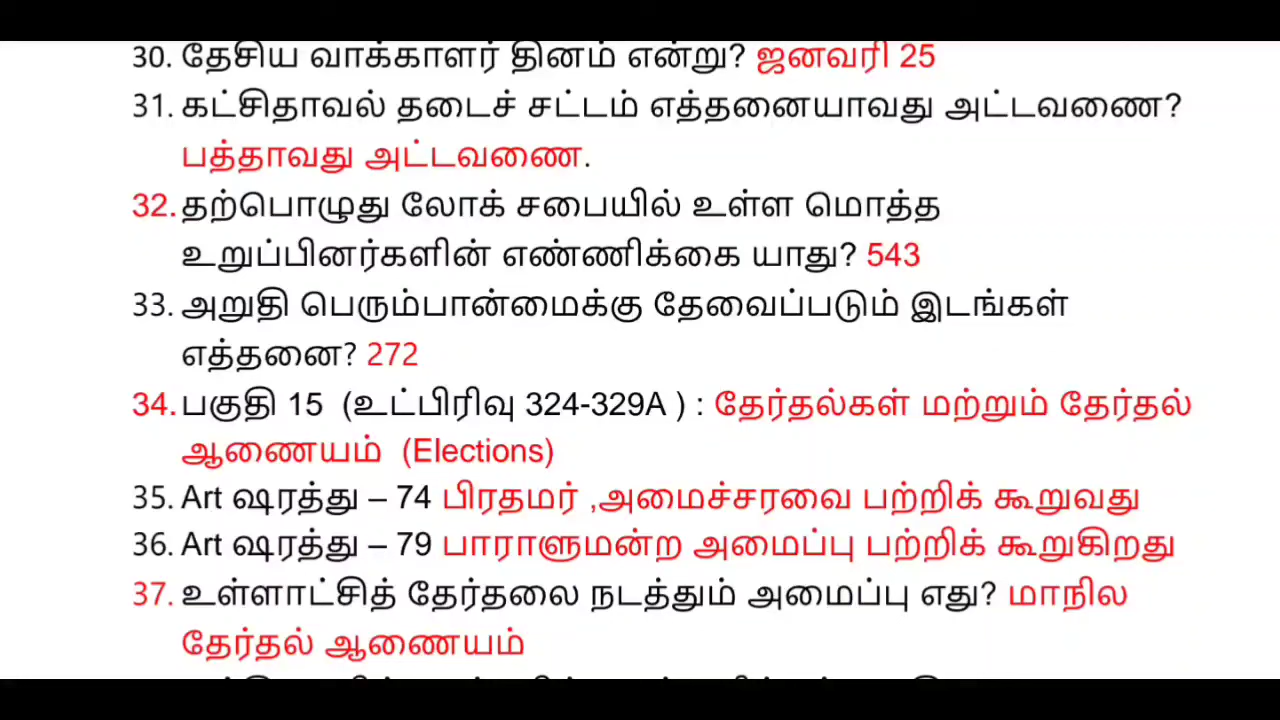 30. தேசிய வாக்காளர் தினம் என்று? ஜனவரி 25
31. கட்சிதாவல் தடைச் சட்டம் எத்தனையாவது அட்டவணை?
பத்தாவது அட்டவணை.
32. தற்பொழுது லோக் சபையில் உள்ள மொத்த
உறுப்பினர்களின் எண்ணிக்கை யாது? 543
33. அறுதி பெரும்பான்மைக்கு தேவைப்படும் இடங்கள்
எத்தனை? 272
34. பகுதி 15 (உட்பிரிவு 324-329A ) : தேர்தல்கள் மற்றும் தேர்தல்
ஆணையம் (Elections)
35. Art ஷரத்து – 74 பிரதமர் ,அமைச்சரவை பற்றிக் கூறுவது
36. Art ஷரத்து – 79 பாராளுமன்ற அமைப்பு பற்றிக் கூறுகிறது
37. உள்ளாட்சித் தேர்தலை நடத்தும் அமைப்பு எது? மாநில
தேர்தல் ஆணையம்